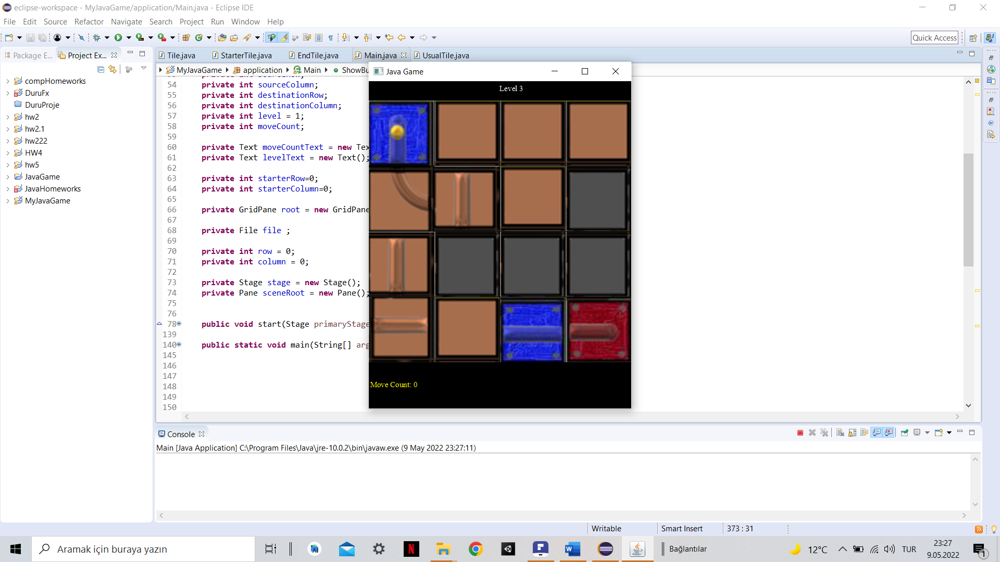 eclipse-workspace - MyJavaGame/application/Main.java - Eclipse IDE
File Edit Source Refactor Navigate Search Project Run Window Help
Quick Access
Package E... Project Ex...
Tile.java StarterTile.java EndTile.java Main.java UsualTile.java
MyJavaGame application Main ShowBu
compHomeworks
DuruFx
DuruProje
hw2
hw2.1
hw222
HW4
hw5
JavaGame
JavaHomeworks
MyJavaGame
54 private int sourceColumn;
55 private int destinationRow;
56 private int destinationColumn;
57 private int level = 1;
58 private int moveCount;
59
60 private Text moveCountText = new Tex
61 private Text levelText = new Text();
62
63 private int starterRow=0;
64 private int starterColumn=0;
65
66 private GridPane root = new GridPane
67
68 private File file ;
69
70 private int row = 0;
71 private int column = 0;
72
73 private Stage stage = new Stage();
74 private Pane sceneRoot = new Pane();
75
76
78 public void start(Stage primaryStage
139
140 public static void main(String[] arg
145
146
147
148
149
150
Java Game
Level 3
Move Count: 0
Console
Main [Java Application] C:\Program Files\Java\jre-10.0.2\bin\javaw.exe (9 May 2022 23:27:11)
Writable Smart Insert 373 : 31
Aramak için buraya yazın
Bağlantılar
12°C
TUR
23:27
9.05.2022
1